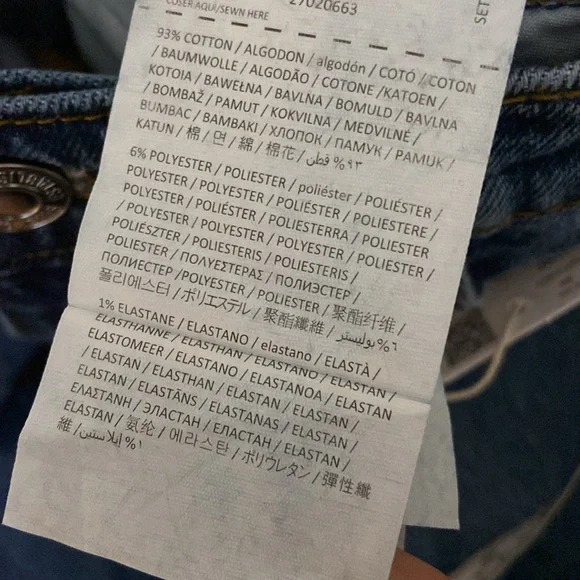 27020663
COSER AQUI/SEWN HERE
SET
93% COTTON / ALGODON / algodón / COTÓ / COTON
/ BAUMWOLLE / ALGODÃO / COTONE /KATOEN /
KOTOIA / BAWEŁNA / BAVLNA / BOMULD / BAVLNA
/ BOMBAŽ / PAMUT / KOKVILNA / MEDVILNĖ /
BUMBAC / BAMBAKI / ХЛОПОК / ПАМУК / PAMUK /
KATUN / 棉 / 면 / 綿 / 棉花 / قطن %٩٣
6% POLYESTER / POLIESTER / poliéster / POLIÈSTER /
POLYESTER / POLYESTER / POLIÉSTER / POLIESTERE /
POLYESTER / POLIÉSTER / POLIESTERRA / POLIESTER
/ POLYESTER / POLYESTER / POLYESTER / POLIESTER /
POLIÉSZTER / POLIESTERIS / POLIESTERIS /
POLIESTER / ΠΟΛΥΕΣΤΕΡΑΣ / ПОЛИЭСТЕР /
ПОЛИЕСТЕР /POLYESTER / POLIESTER / 聚酯纤维 /
폴리에스터 / ポリエステル / 聚酯纖維 / بوليستر %٦
1% ELASTANE / ELASTANO / elastano / ELASTÀ /
ELASTHANNE / ELASTHAN / ELASTANO / ELASTAN /
ELASTOMEER / ELASTANO / ELASTANOA / ELASTAN
/ ELASTAN / ELASTHAN / ELASTAN / ELASTAN /
ELASTAN / ELASTĀNS / ELASTANAS / ELASTAN /
ΕΛΑΣΤΑΝΗ / ЭЛАСТАН / ЕЛАСТАН / ELASTAN /
ELASTAN / 氨纶 / 에라스탄 / ポリウレタン / 彈性纖
維 / إيلاستين %١